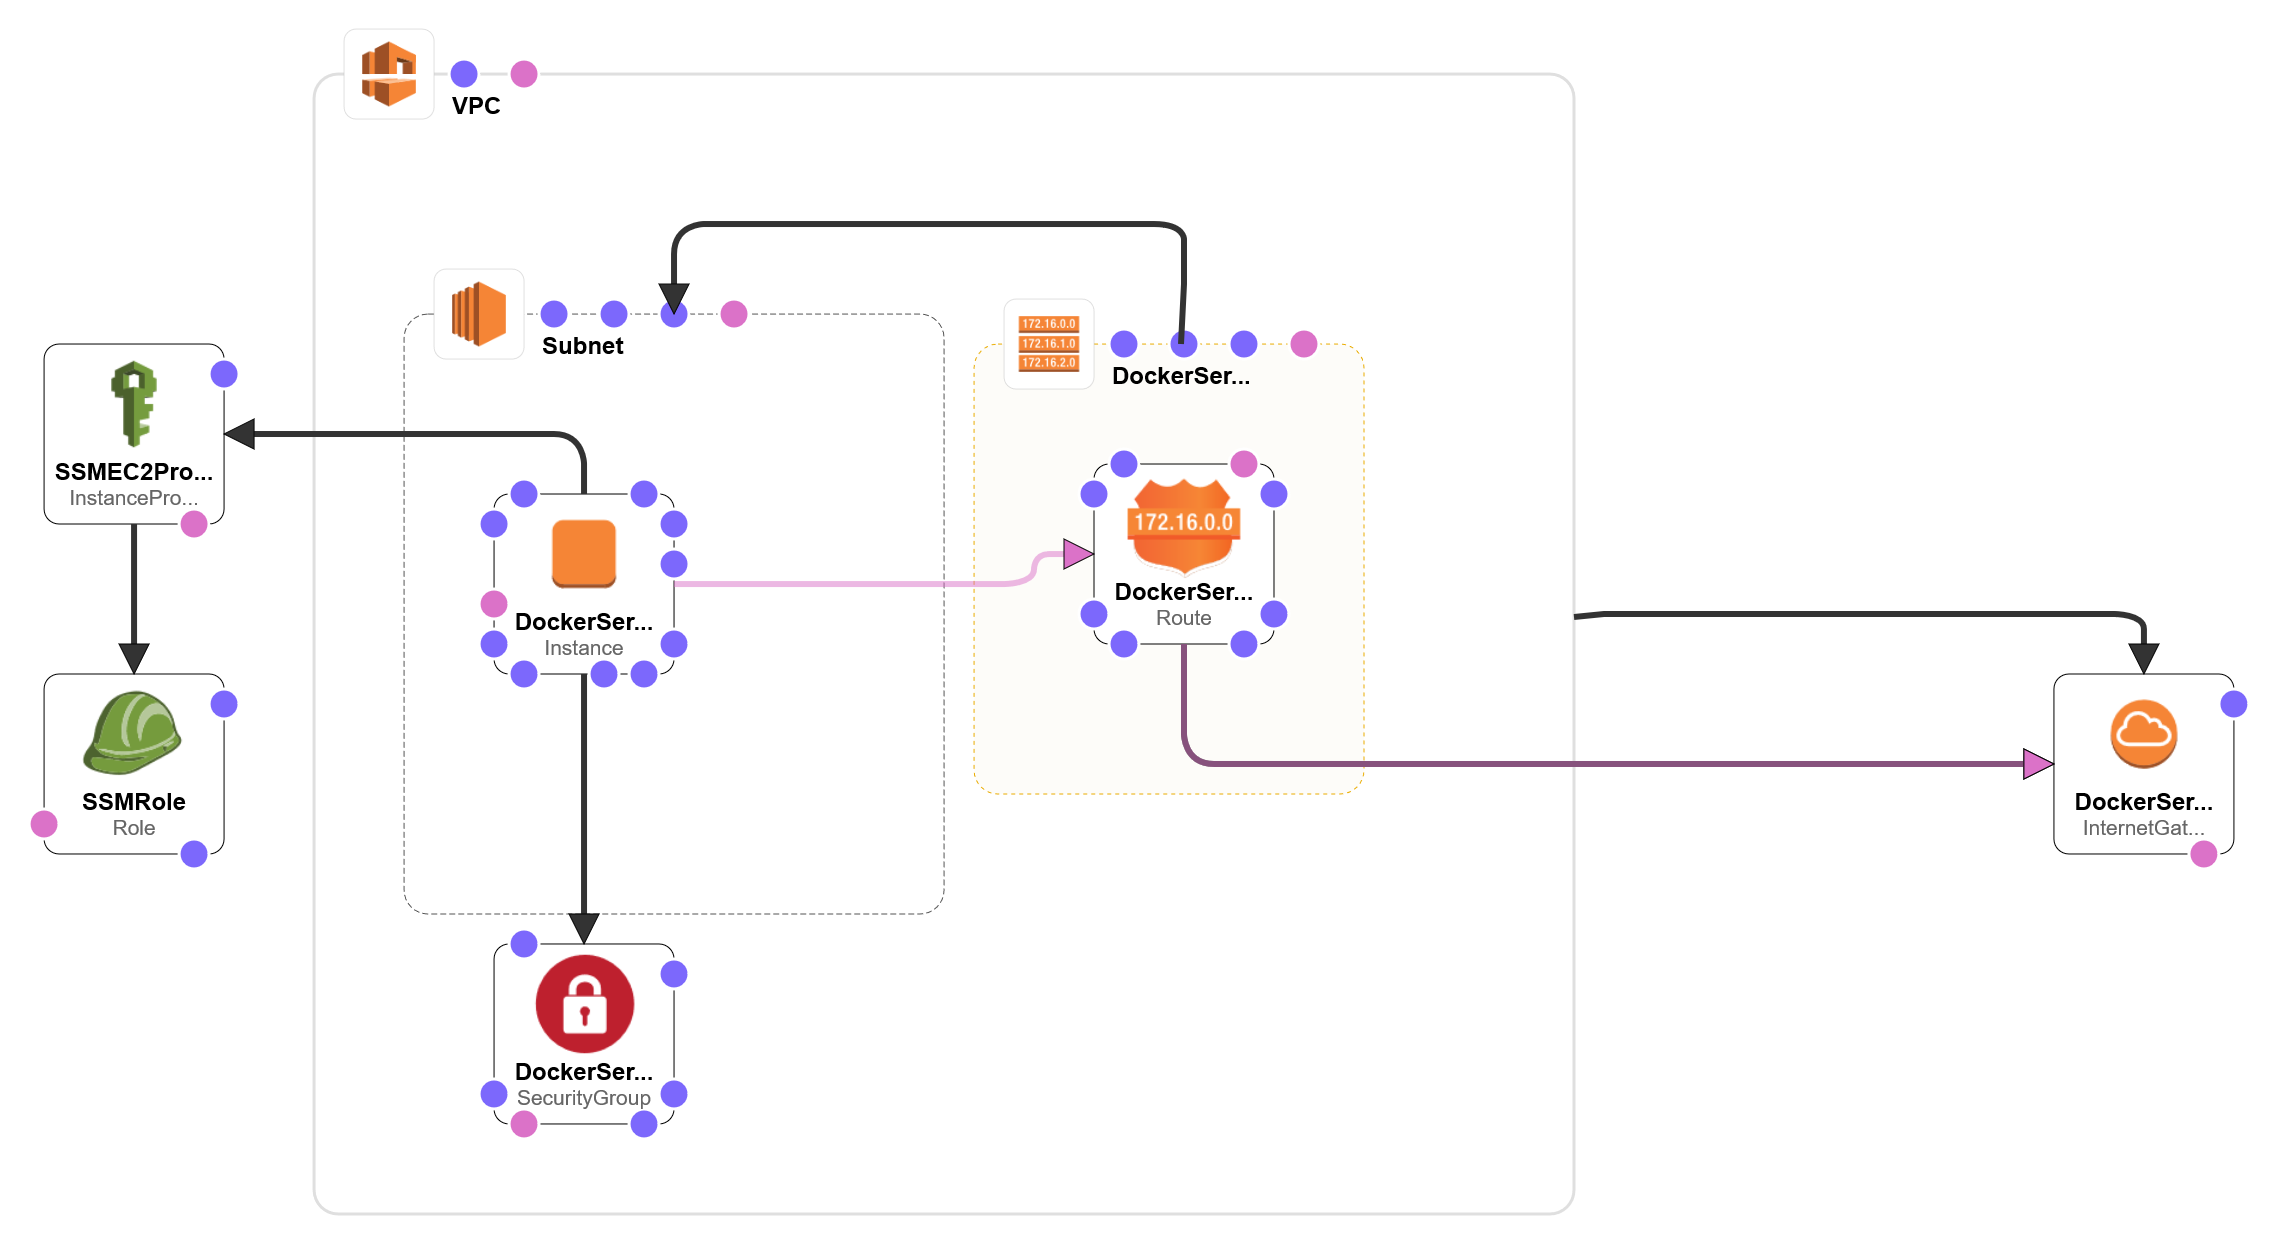 VPC
Subnet
172.16.0.0
172.16.1.0
172.16.2.0
DockerSer...
SSMEC2Pro...
InstancePro...
DockerSer...
Instance
172.16.0.0
DockerSer...
Route
SSMRole
Role
DockerSer...
InternetGat...
DockerSer...
SecurityGroup